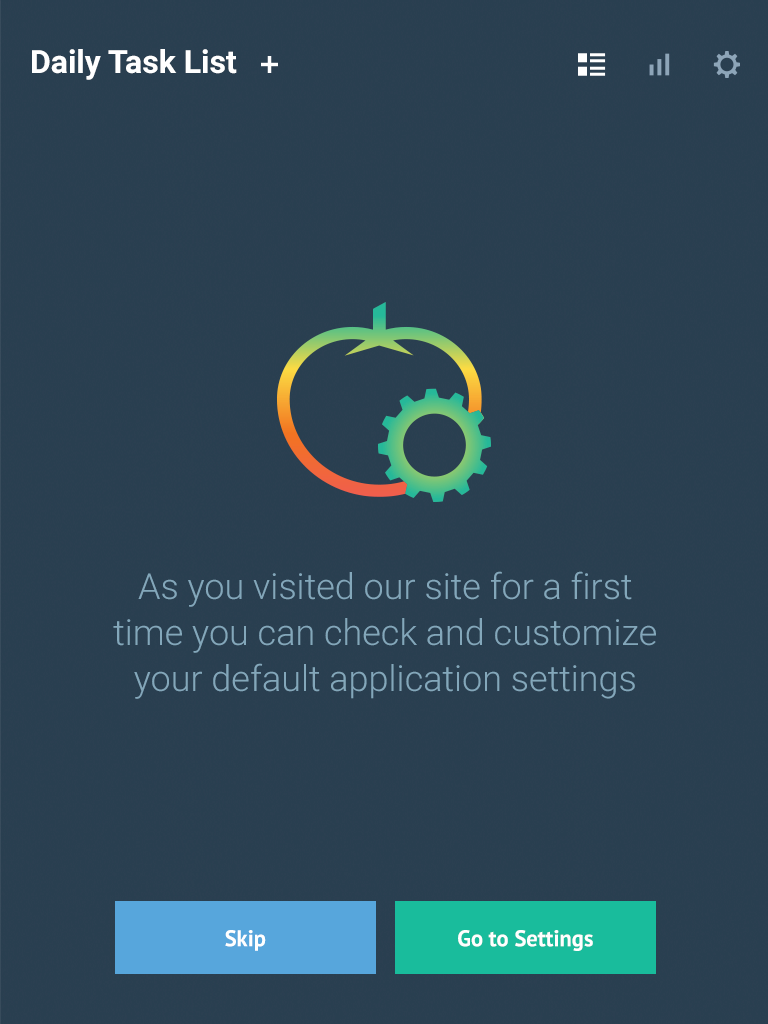 Daily Task List +
As you visited our site for a first
time you can check and customize
your default application settings
Skip
Go to Settings